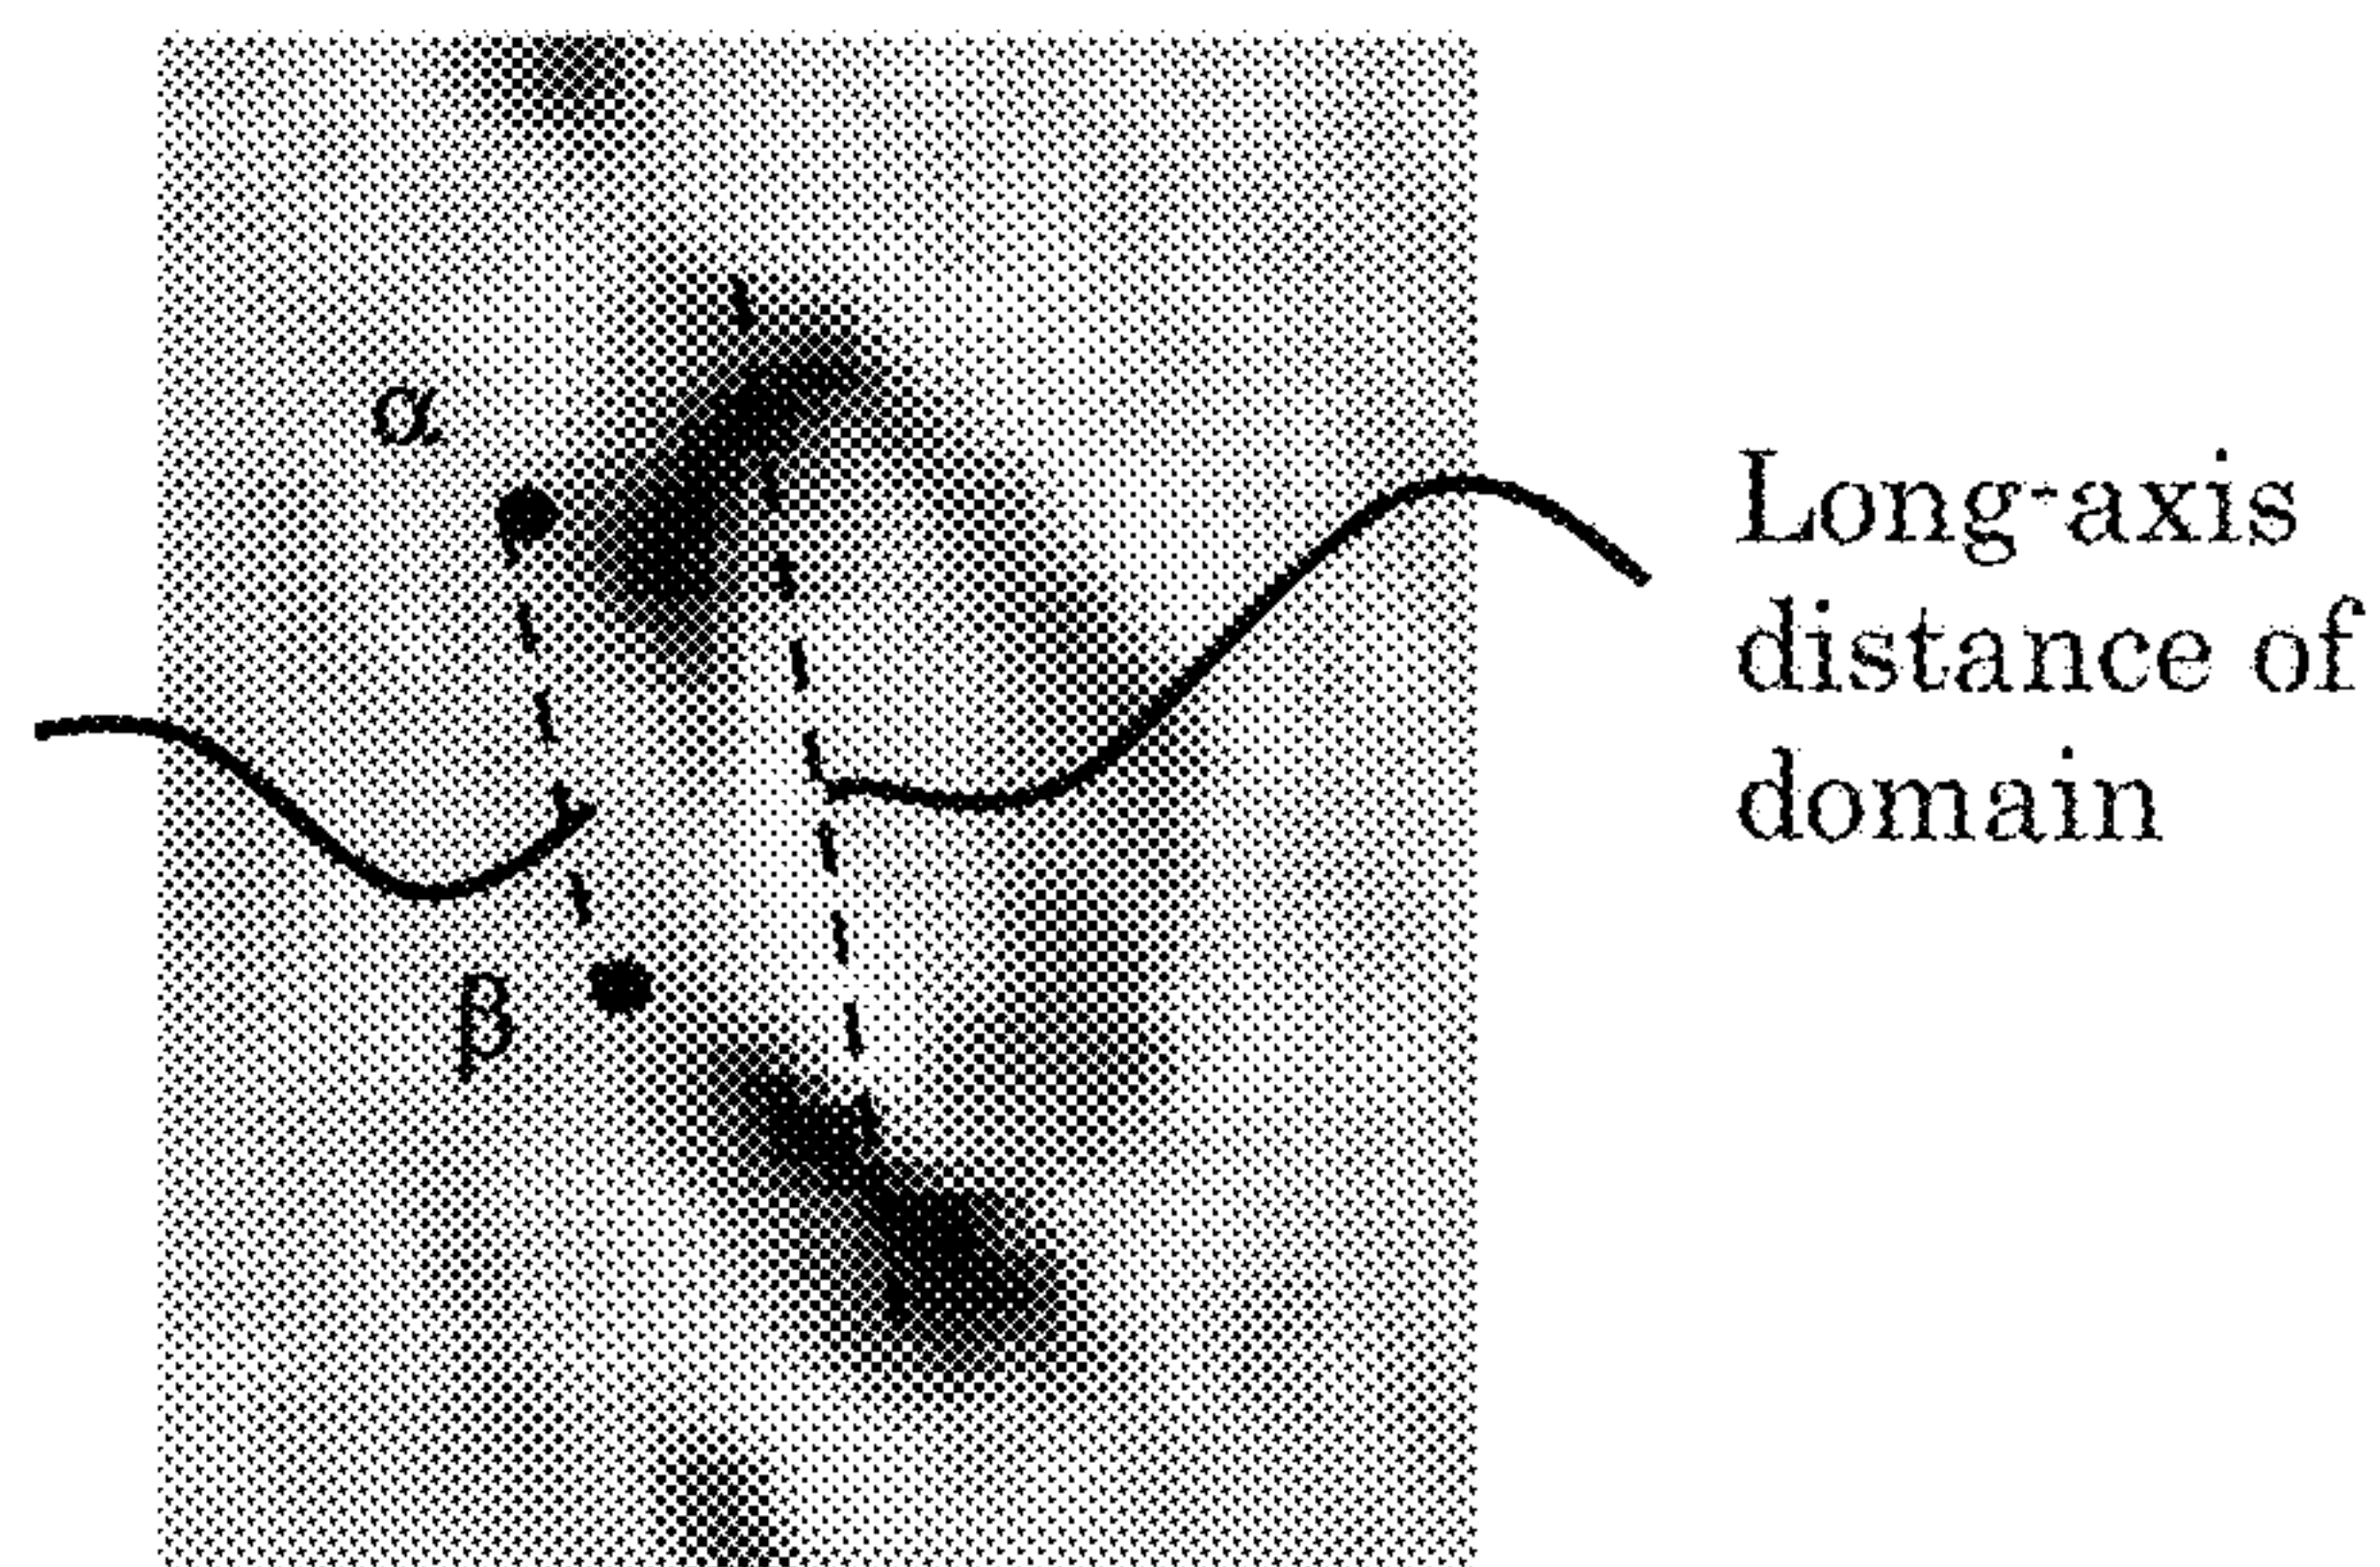 α
β
Long-axis
distance of
domain